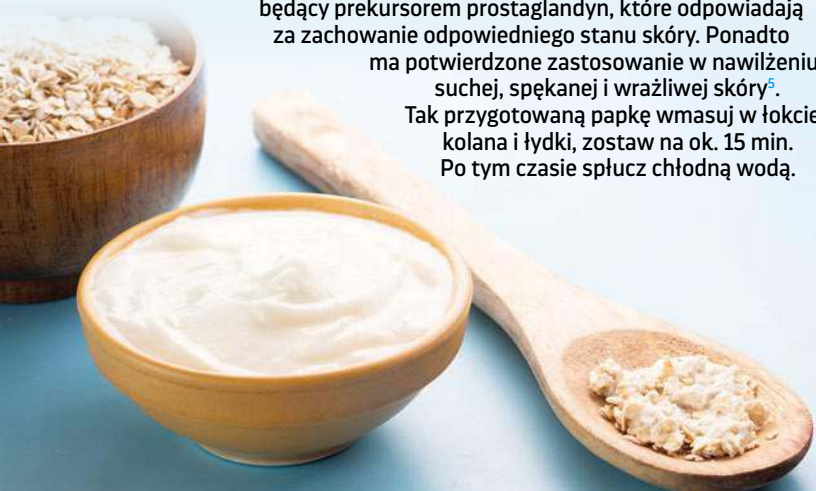 będący prekursorem prostaglandyn, które odpowiadają
za zachowanie odpowiedniego stanu skóry. Ponadto
ma potwierdzone zastosowanie w nawilżeniu
suchej, spękanej i wrażliwej skóry⁵.
Tak przygotowaną papkę wmasuj w łokcie
kolana i łydki, zostaw na ok. 15 min.
Po tym czasie spłucz chłodną wodą.